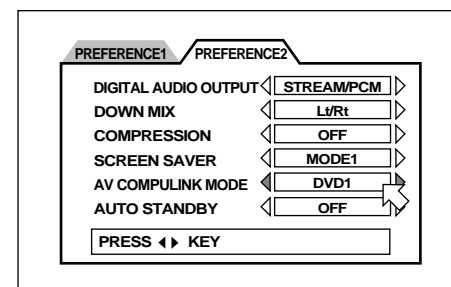 PREFERENCE1 PREFERENCE2
DIGITAL AUDIO OUTPUT STREAM/PCM
DOWN MIX Lt/Rt
COMPRESSION OFF
SCREEN SAVER MODE1
AV COMPULINK MODE DVD1
AUTO STANDBY OFF
PRESS ◀ ▶ KEY